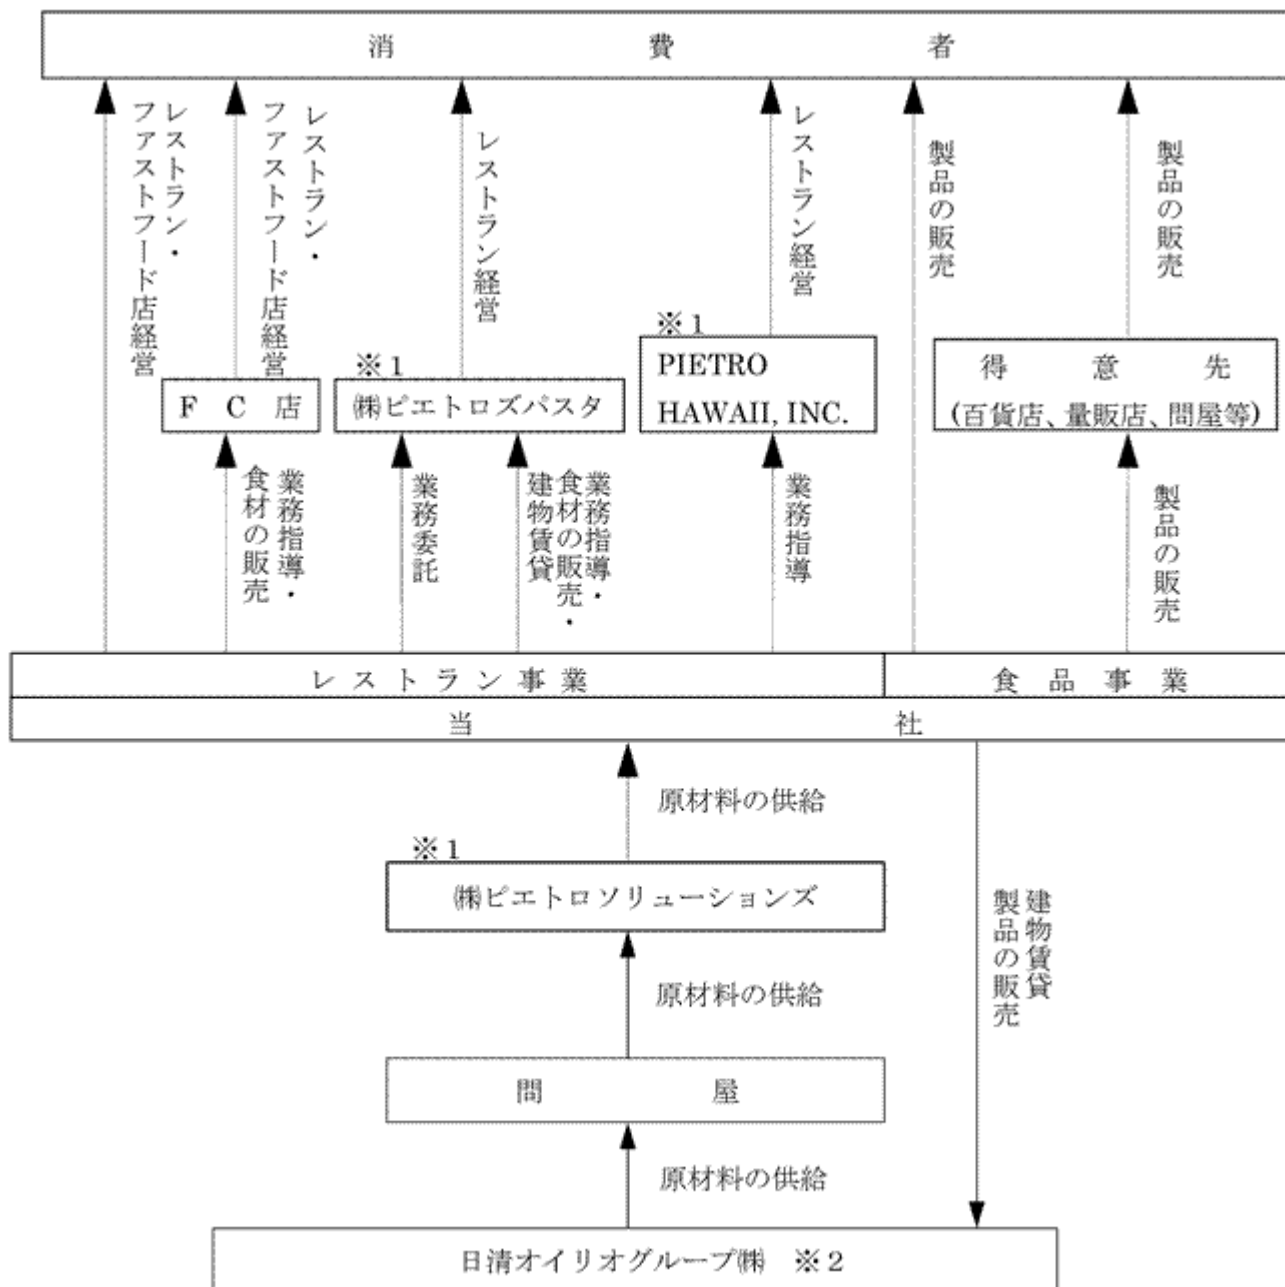 消費者
レストラン・
ファストフード店経営
レストラン・
ファストフード店経営
レストラン経営
レストラン経営
製品の販売
製品の販売
FC店
※1
㈱ピエトロズパスタ
※1
PIETRO
HAWAII, INC.
得意先
(百貨店、量販店、問屋等)
業務指導・
食材の販売
業務委託
業務指導・
食材の販売・
建物賃貸
業務指導
製品の販売
レストラン事業
食品事業
当社
原材料の供給
※1
㈱ピエトロソリューションズ
原材料の供給
問屋
原材料の供給
建物賃貸
製品の販売
日清オイリオグループ㈱ ※2